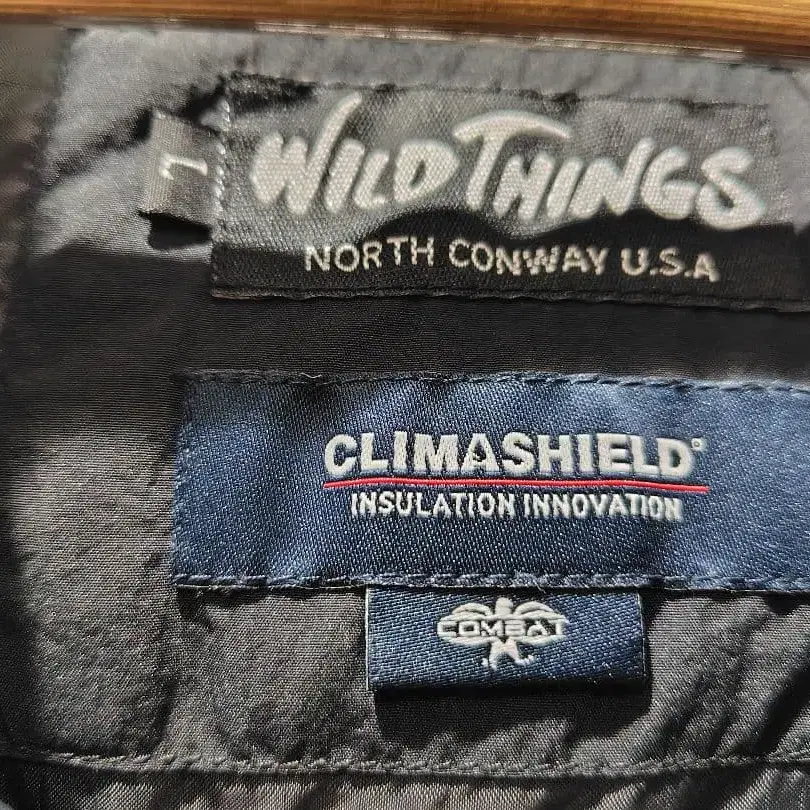 L
WILD THINGS
NORTH CONWAY U.S.A
CLIMASHIELD®
INSULATION INNOVATION
COMBAT